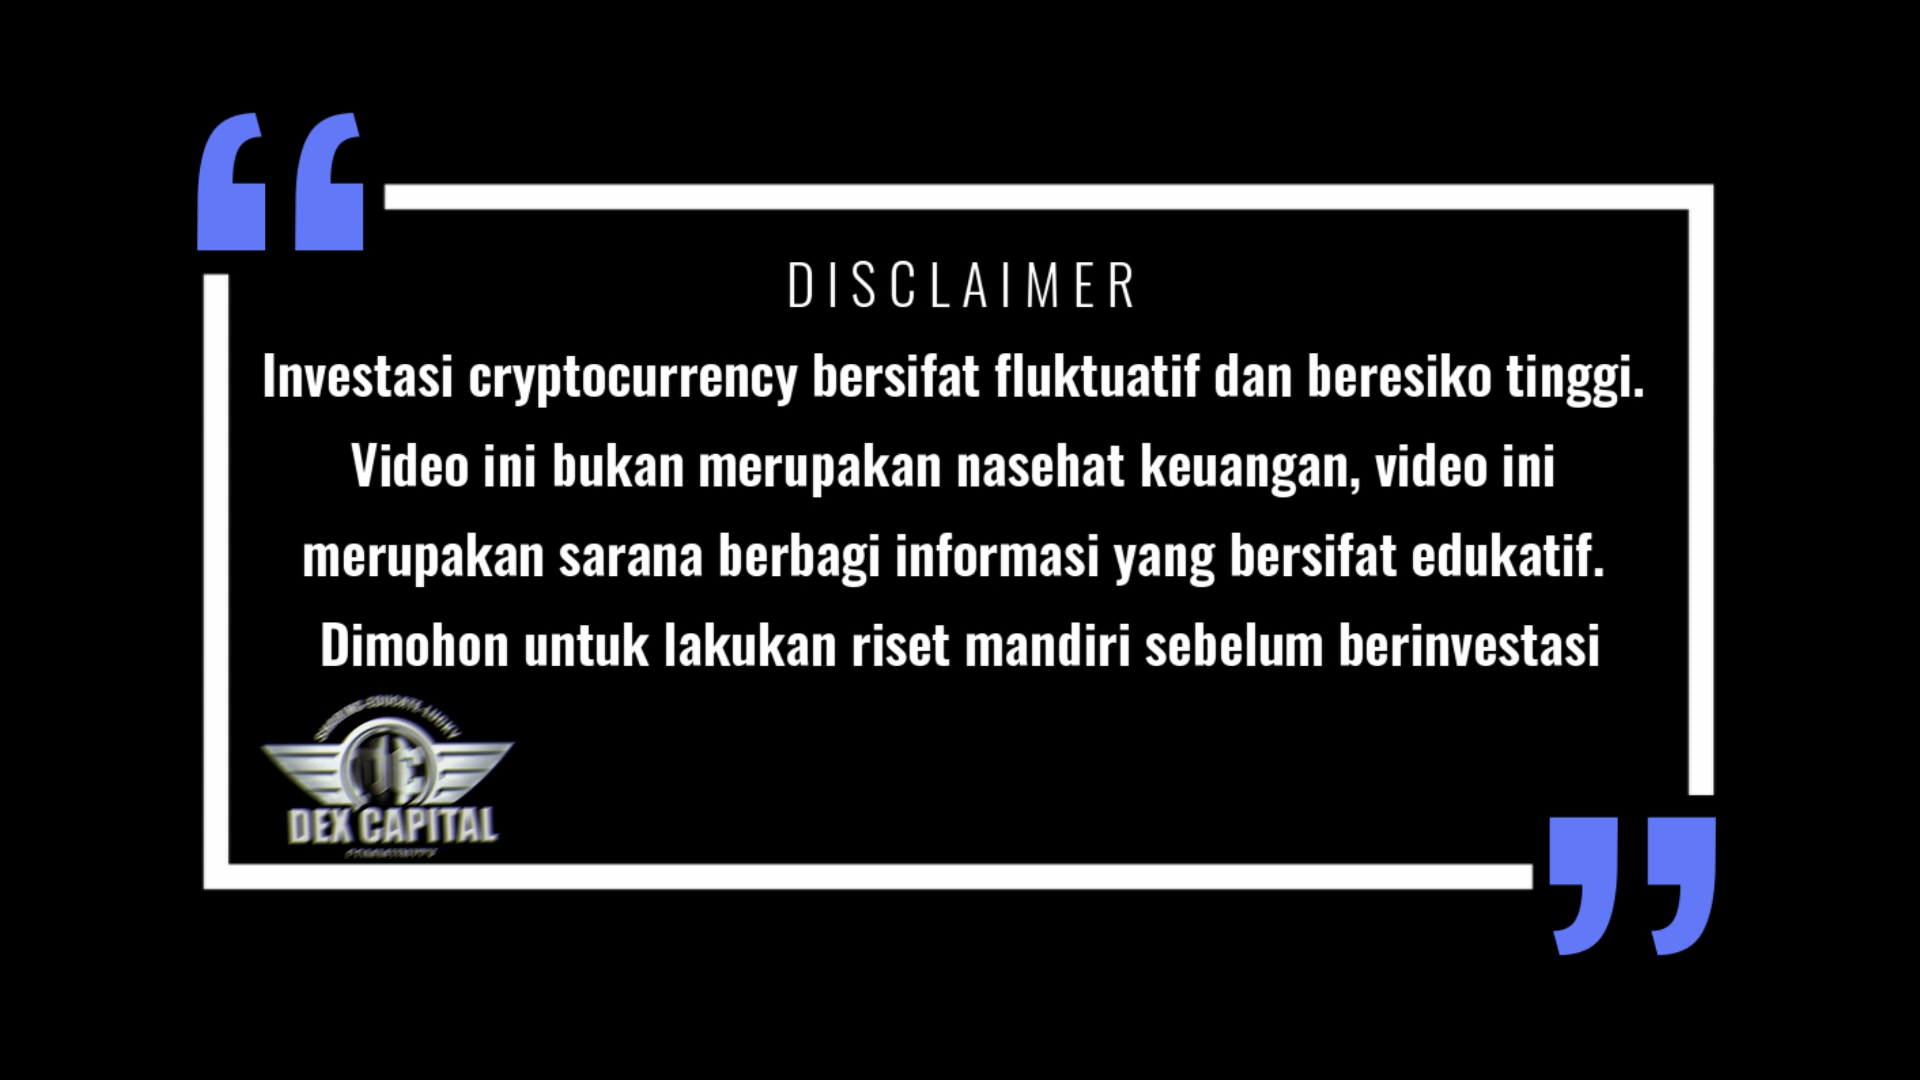 DISCLAIMER
Investasi cryptocurrency bersifat fluktuatif dan beresiko tinggi.
Video ini bukan merupakan nasehat keuangan, video ini
merupakan sarana berbagi informasi yang bersifat edukatif.
Dimohon untuk lakukan riset mandiri sebelum berinvestasi
DC
DEX CAPITAL